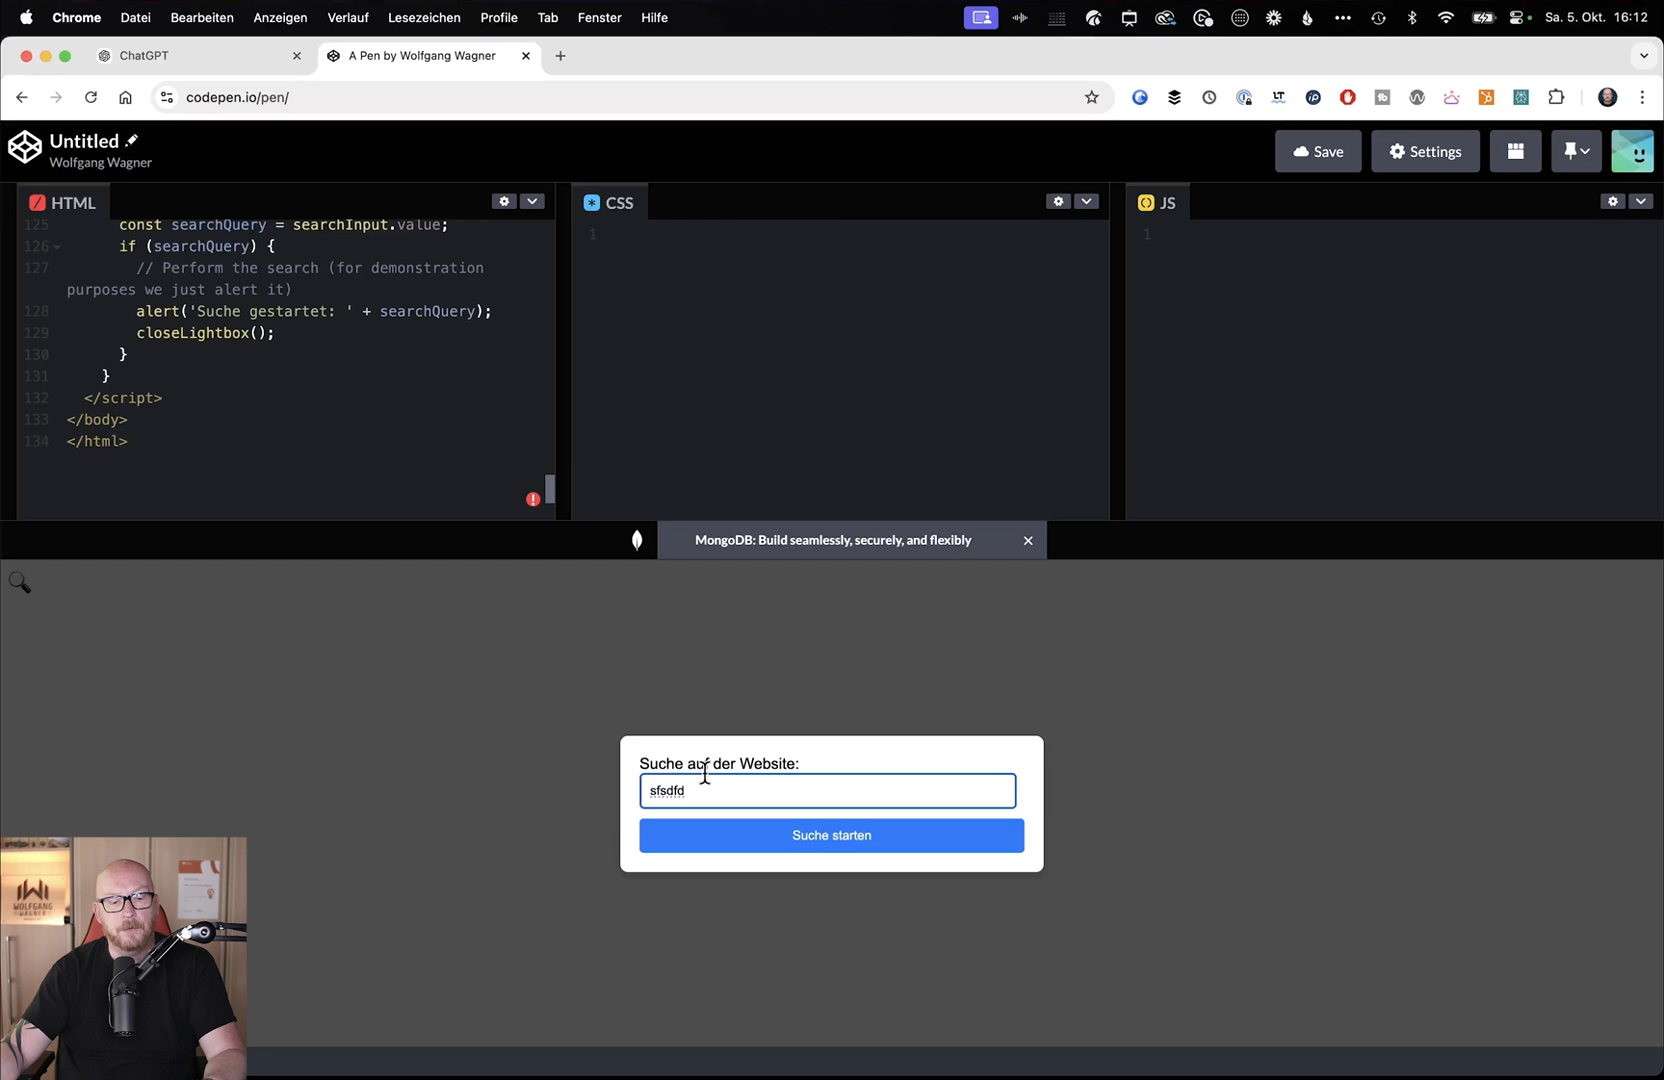 Chrome Datei Bearbeiten Anzeigen Verlauf Lesezeichen Profile Tab Fenster Hilfe Sa. 5. Okt. 16:12
ChatGPT A Pen by Wolfgang Wagner
codepen.io/pen/
Untitled
Wolfgang Wagner
Save Settings
HTML CSS JS
125 const searchQuery = searchInput.value;
126 if (searchQuery) {
127 // Perform the search (for demonstration
purposes we just alert it)
128 alert('Suche gestartet: ' + searchQuery);
129 closeLightbox();
130 }
131 }
132 </script>
133 </body>
134 </html>
1
1
MongoDB: Build seamlessly, securely, and flexibly
Suche auf der Website:
sfsdfd
Suche starten
WOLFGANG
WAGNER